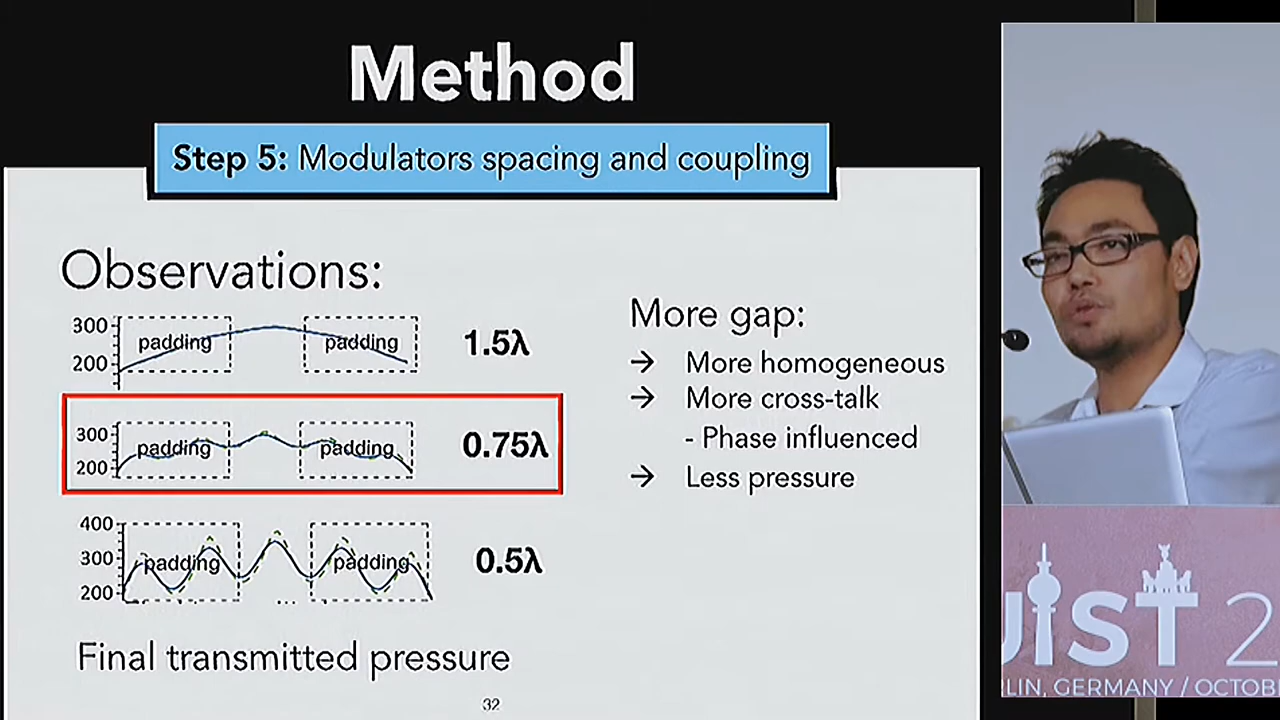 Method
Step 5: Modulators spacing and coupling
Observations:
300
200
padding
padding
1.5λ
300
200
padding
padding
0.75λ
400
300
200
padding
padding
0.5λ
Final transmitted pressure
More gap:
→ More homogeneous
→ More cross-talk
- Phase influenced
→ Less pressure
32
UIST 2
LIN, GERMANY / OCTOB